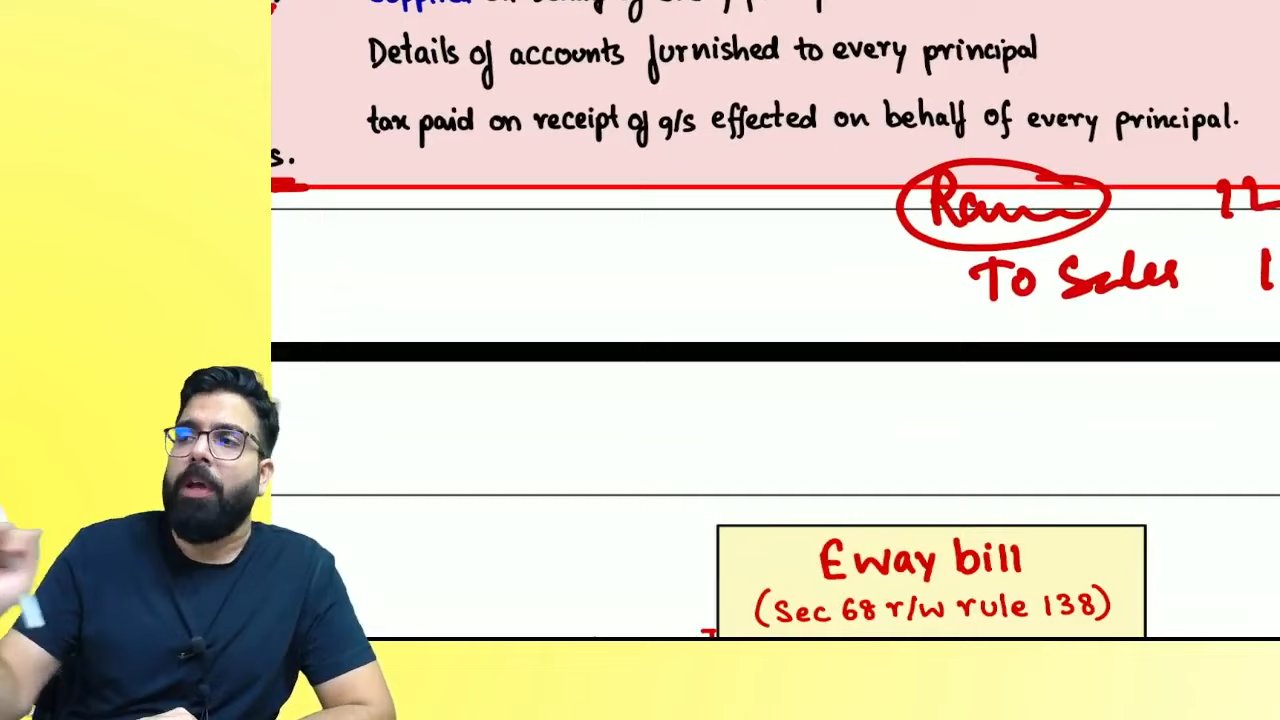 Details of accounts furnished to every principal
tax paid on receipt of g/s effected on behalf of every principal.
s.
Ram
To Sales
Eway bill
(Sec 68 r/w rule 138)